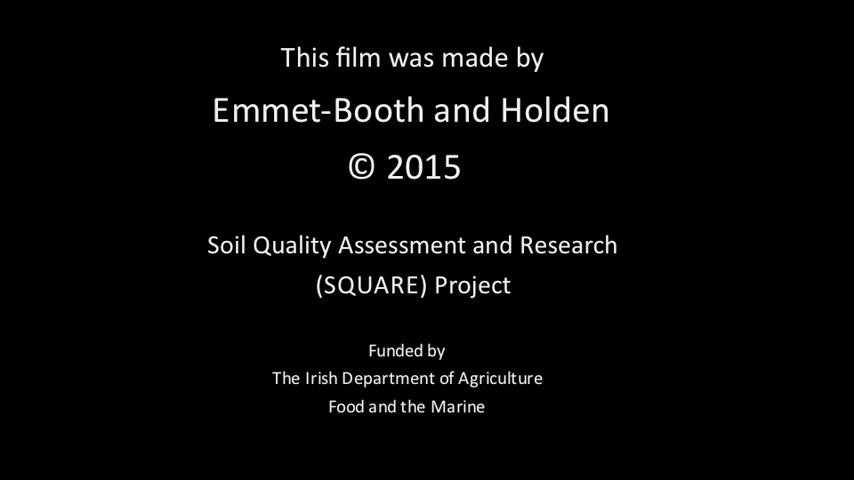 This film was made by
Emmet-Booth and Holden
© 2015
Soil Quality Assessment and Research
(SQUARE) Project
Funded by
The Irish Department of Agriculture
Food and the Marine